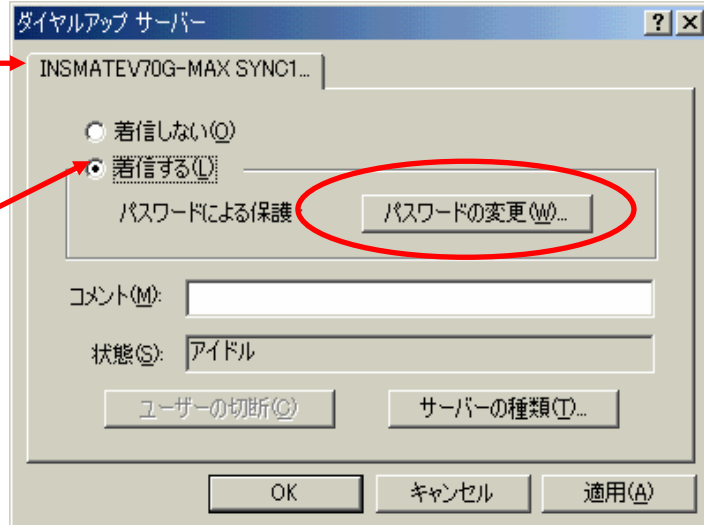 ダイヤルアップ サーバー
INSMATEV70G-MAX SYNC1...
着信しない(O)
着信する(L)
パスワードによる保護: パスワードの変更(W)...
コメント(M):
状態(S): アイドル
ユーザーの切断(C) サーバーの種類(T)...
OK キャンセル 適用(A)